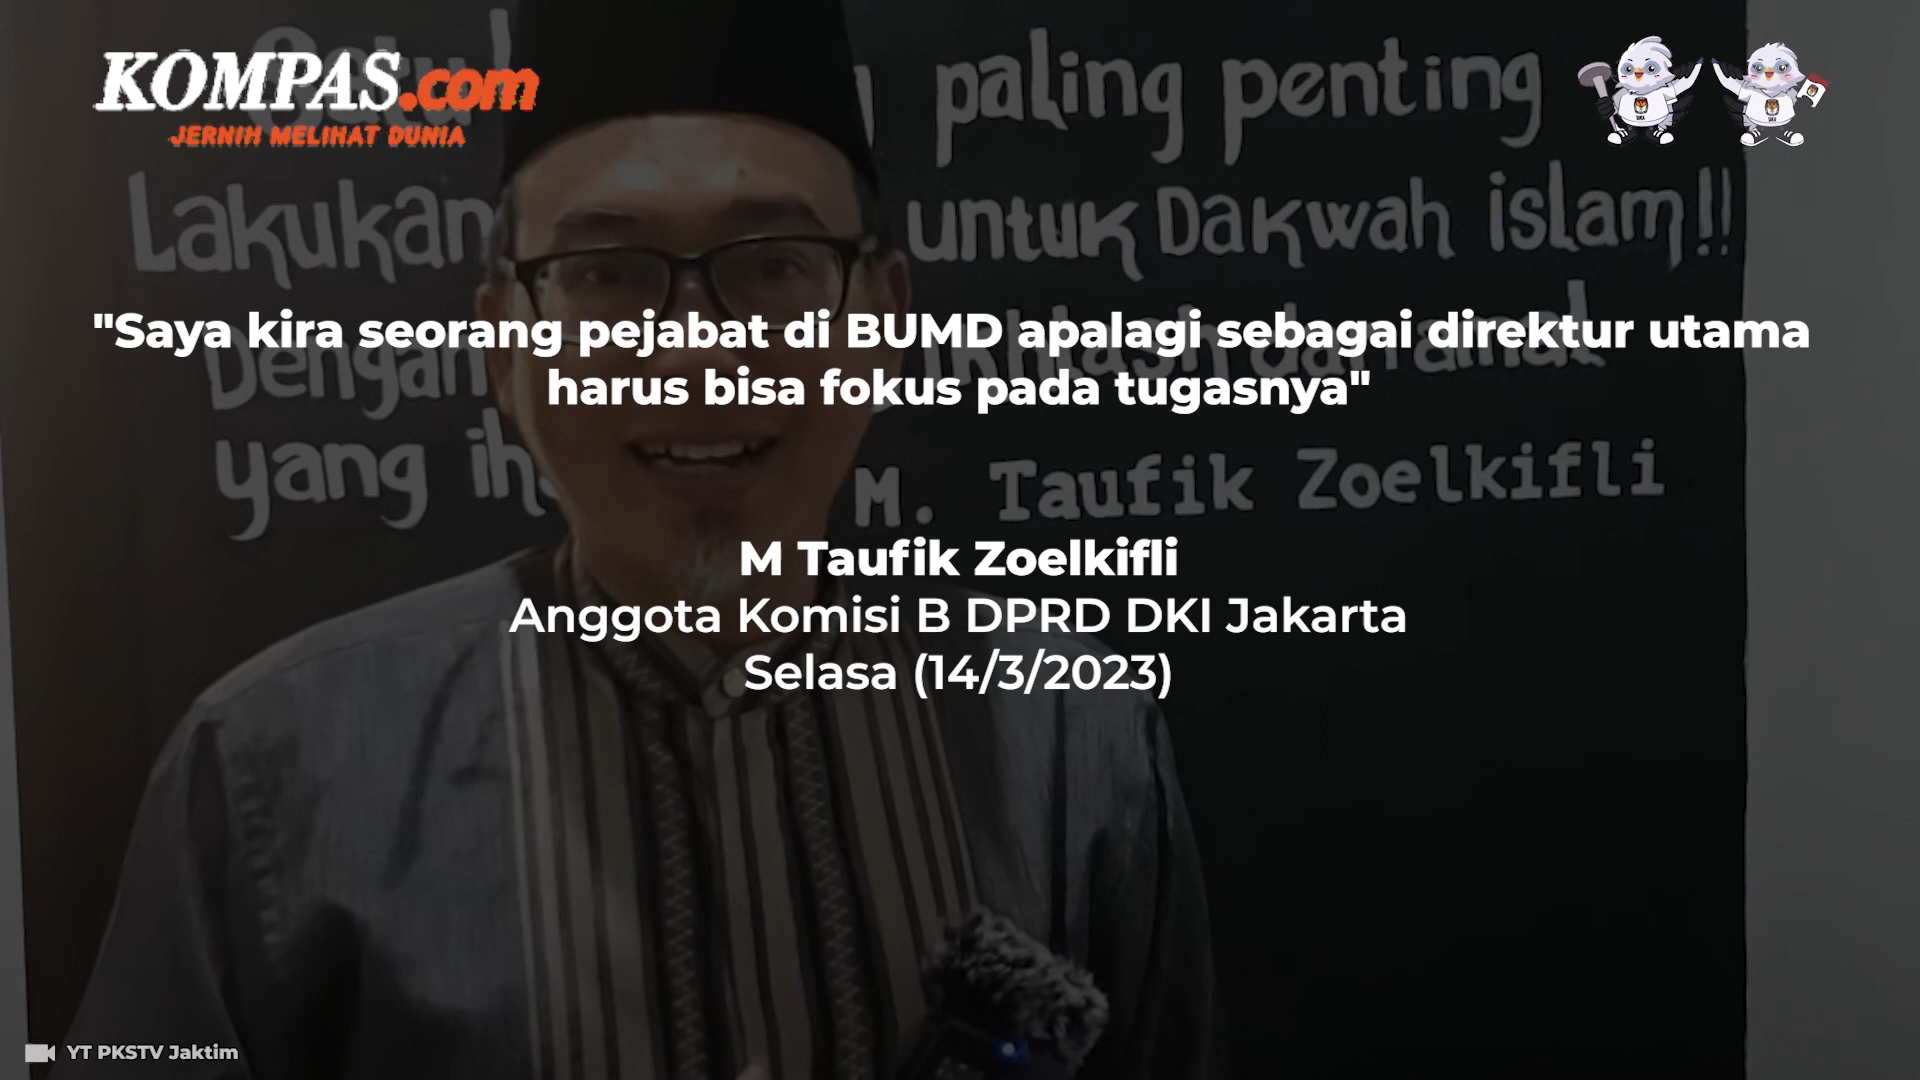 KOMPAS.com
JERNIH MELIHAT DUNIA
paling penting
Lakukan untuk Dakwah islam!!
"Saya kira seorang pejabat di BUMD apalagi sebagai direktur utama
Dengan
harus bisa fokus pada tugasnya"
yang
M. Taufik Zoelkifli
M Taufik Zoelkifli
Anggota Komisi B DPRD DKI Jakarta
Selasa (14/3/2023)
YT PKSTV Jaktim